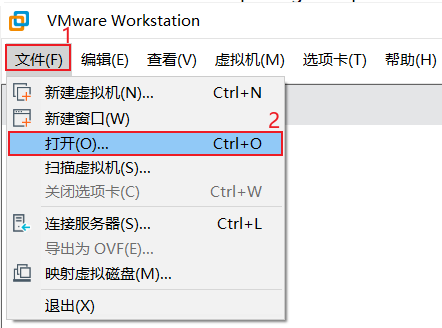 VMware Workstation
1
文件(F) 编辑(E) 查看(V) 虚拟机(M) 选项卡(T) 帮助(H)
新建虚拟机(N)... Ctrl+N
新建窗口(W)
2
打开(O)... Ctrl+O
扫描虚拟机(S)...
关闭选项卡(C) Ctrl+W
连接服务器(S)... Ctrl+L
导出为 OVF(E)...
映射虚拟磁盘(M)...
退出(X)